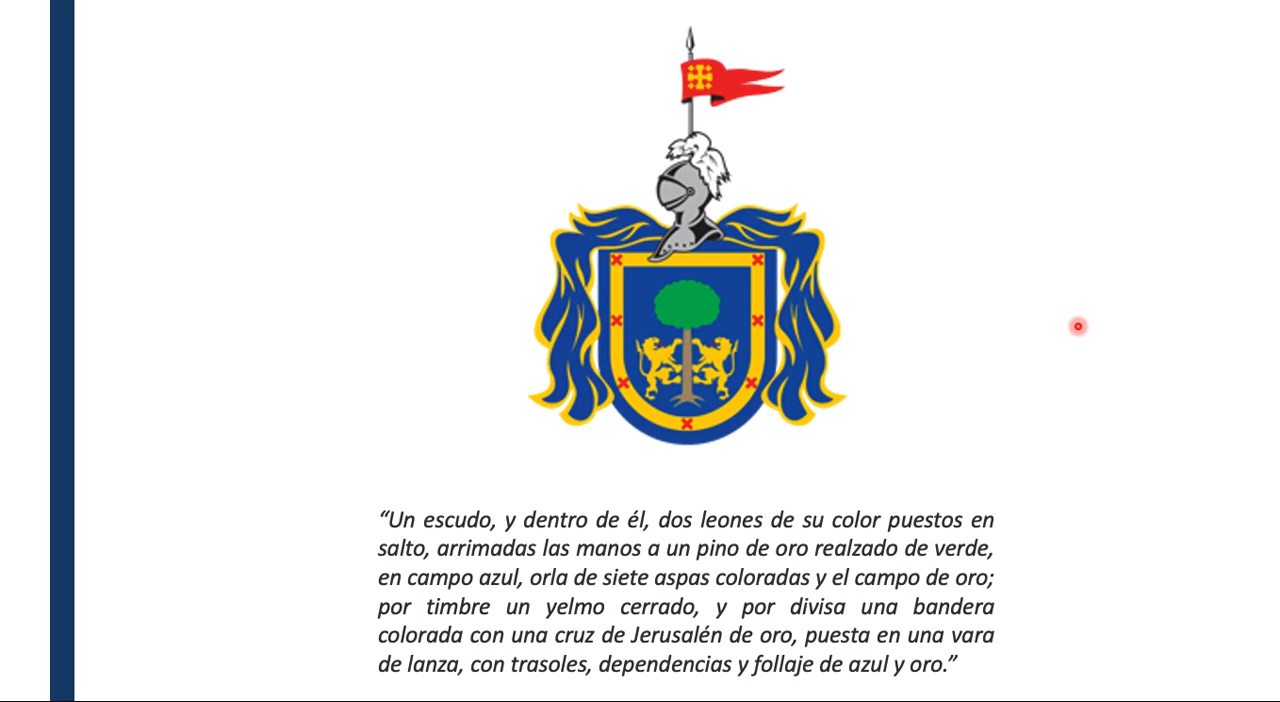 “Un escudo, y dentro de él, dos leones de su color puestos en
salto, arrimadas las manos a un pino de oro realzado de verde,
en campo azul, orla de siete aspas coloradas y el campo de oro;
por timbre un yelmo cerrado, y por divisa una bandera
colorada con una cruz de Jerusalén de oro, puesta en una vara
de lanza, con trasoles, dependencias y follaje de azul y oro.”